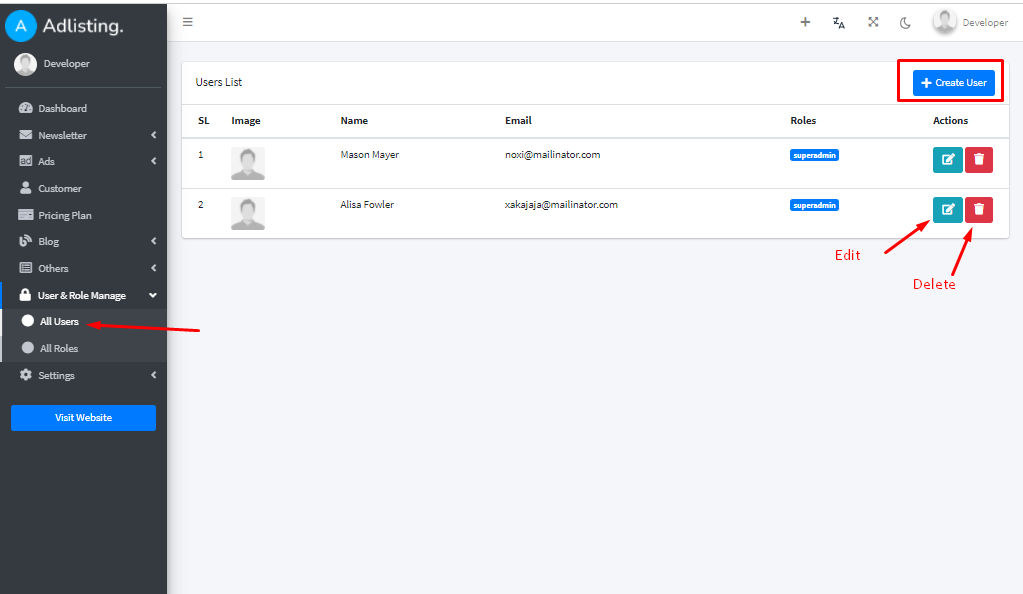 A Adlisting.
Developer
Developer
Dashboard
Newsletter
ad Ads
Customer
Pricing Plan
Blog
Others
User & Role Manage
All Users
All Roles
Settings
Visit Website
Users List
+ Create User
SL Image Name Email Roles Actions
1 Mason Mayer noxi@mailinator.com superadmin
2 Alisa Fowler xakajaja@mailinator.com superadmin
Edit
Delete